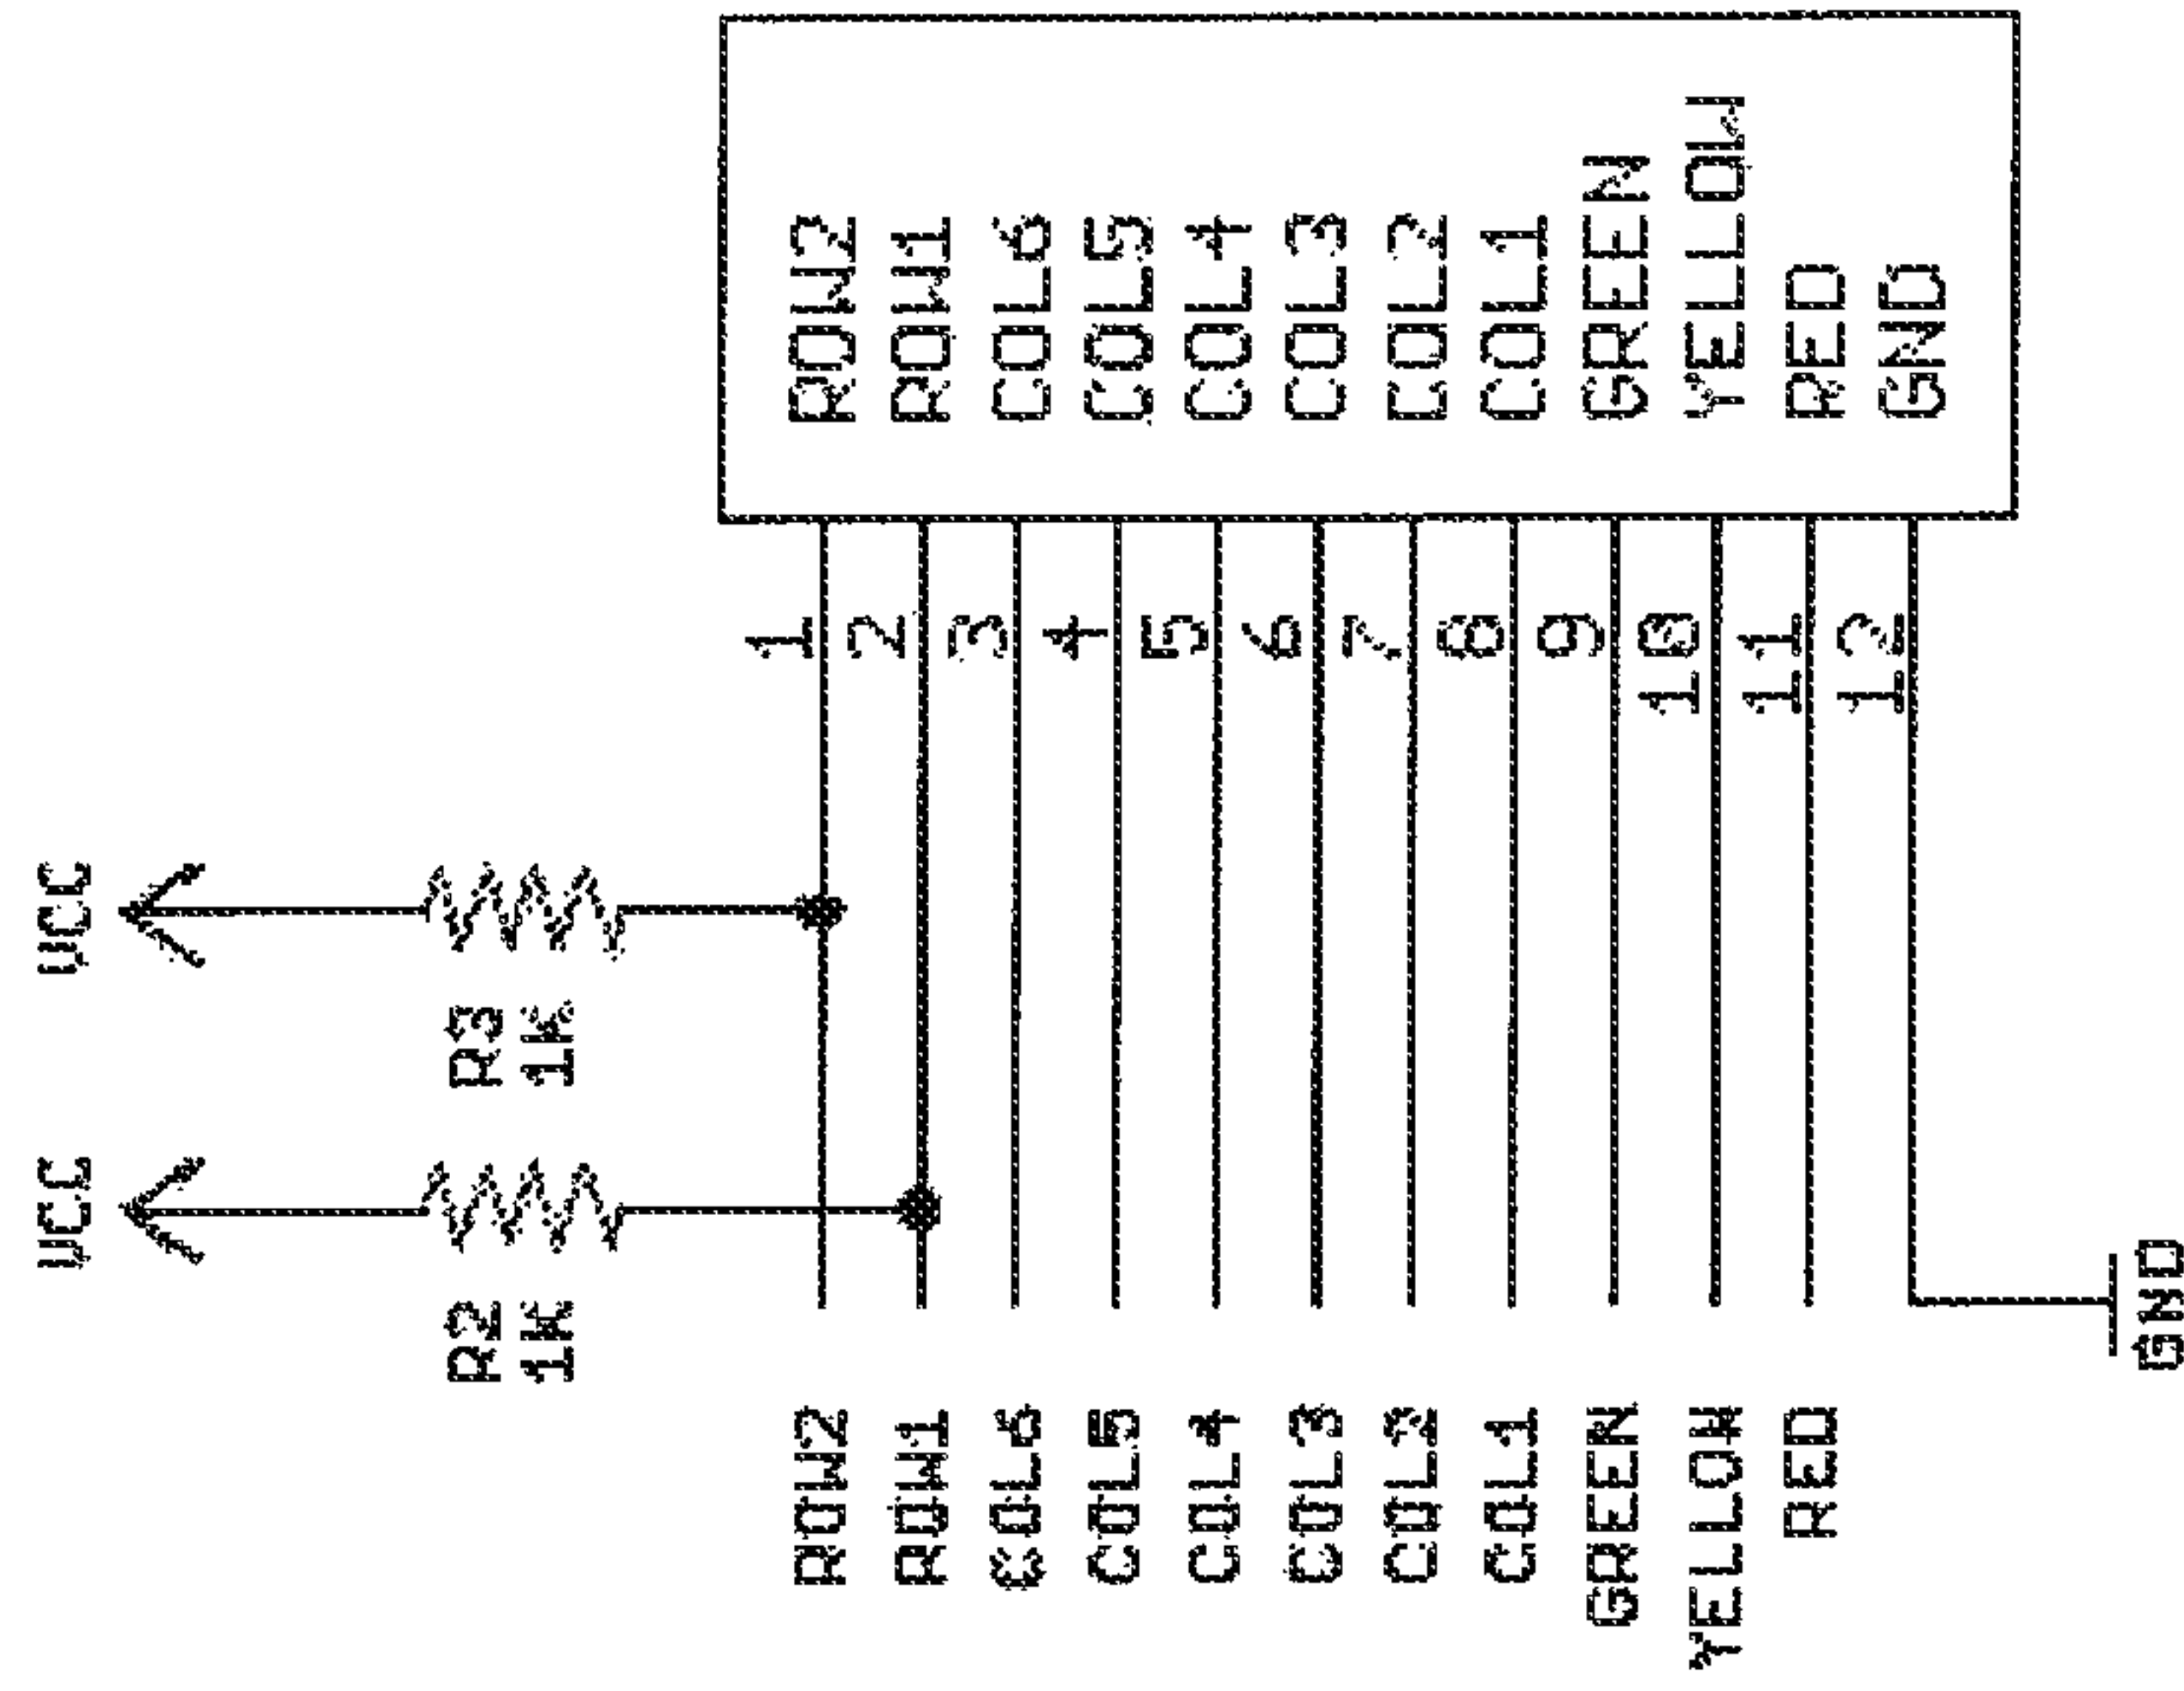 VCC VCC
R2 R3
1K 1K
ROW2 1 ROW2
ROW1 2 ROW1
COL6 3 COL6
COL5 4 COL5
COL4 5 COL4
COL3 6 COL3
COL2 7 COL2
COL1 8 COL1
GREEN 9 GREEN
YELLOW 10 YELLOW
RED 11 RED
12 GND
GND